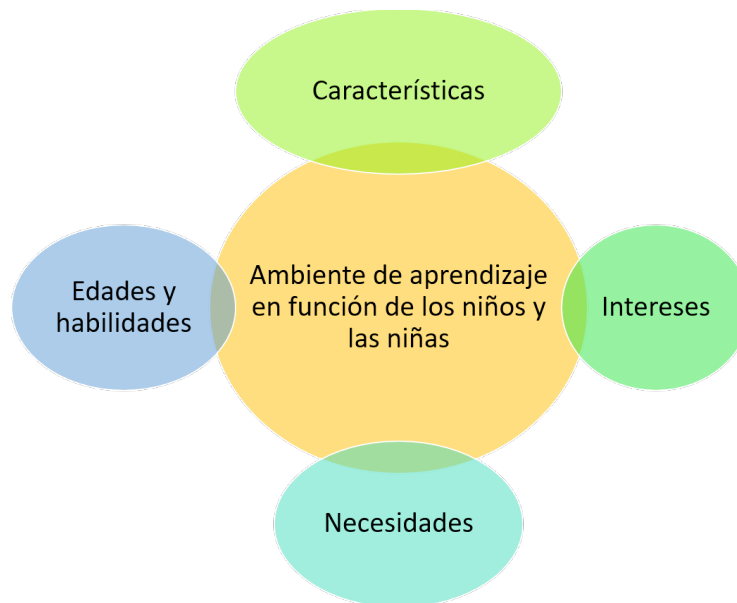 Características
Edades y
habilidades
Ambiente de aprendizaje
en función de los niños y
las niñas
Intereses
Necesidades